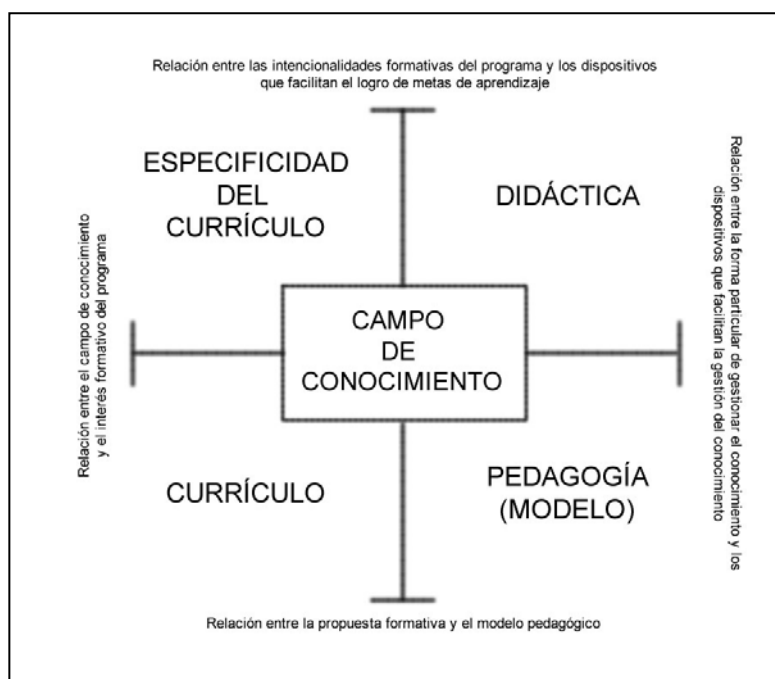 Relación entre las intencionalidades formativas del programa y los dispositivos
que facilitan el logro de metas de aprendizaje
ESPECIFICIDAD
DEL
CURRÍCULO
DIDÁCTICA
Relación entre el campo de conocimiento
y el interés formativo del programa
CAMPO
DE
CONOCIMIENTO
Relación entre la forma particular de gestionar el conocimiento y los
dispositivos que facilitan la gestión del conocimiento
CURRÍCULO
PEDAGOGÍA
(MODELO)
Relación entre la propuesta formativa y el modelo pedagógico